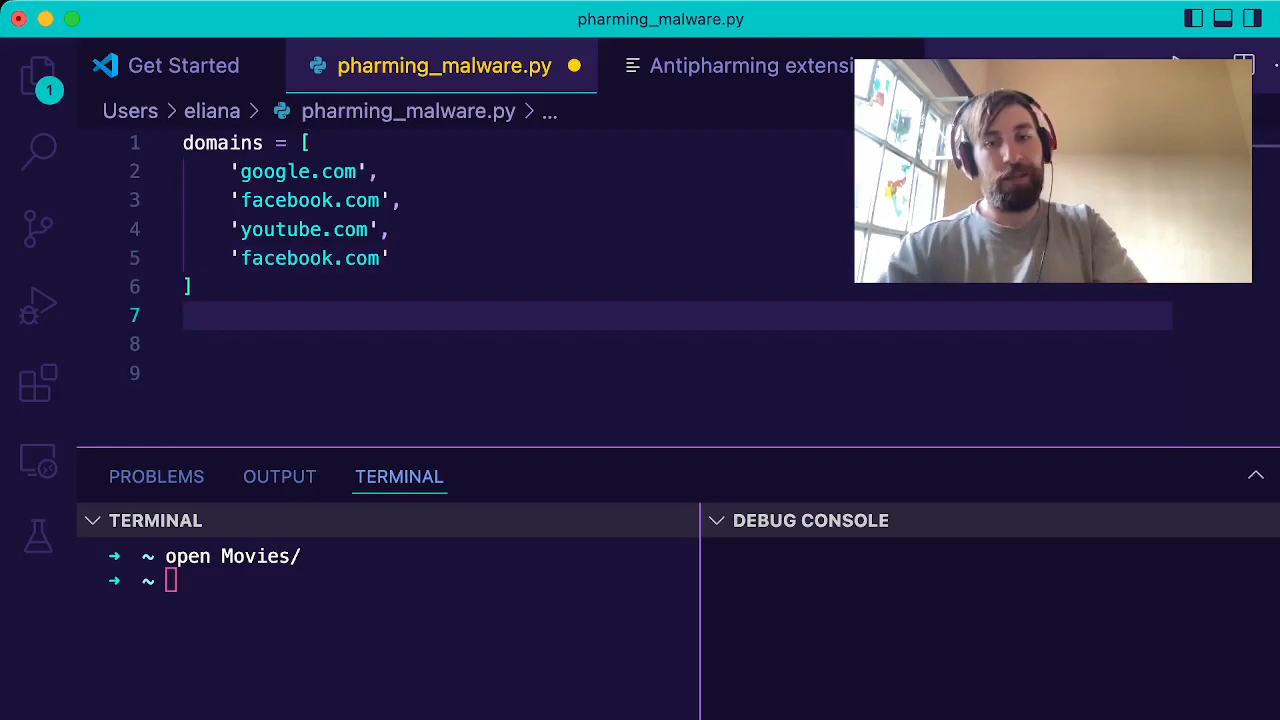 pharming_malware.py
Get Started
pharming_malware.py
Antipharming extensi
Users > eliana > pharming_malware.py > ...
1 domains = [
2 'google.com',
3 'facebook.com',
4 'youtube.com',
5 'facebook.com'
6 ]
7
8
9
1
PROBLEMS OUTPUT TERMINAL
TERMINAL
➜ ~ open Movies/
➜ ~
DEBUG CONSOLE